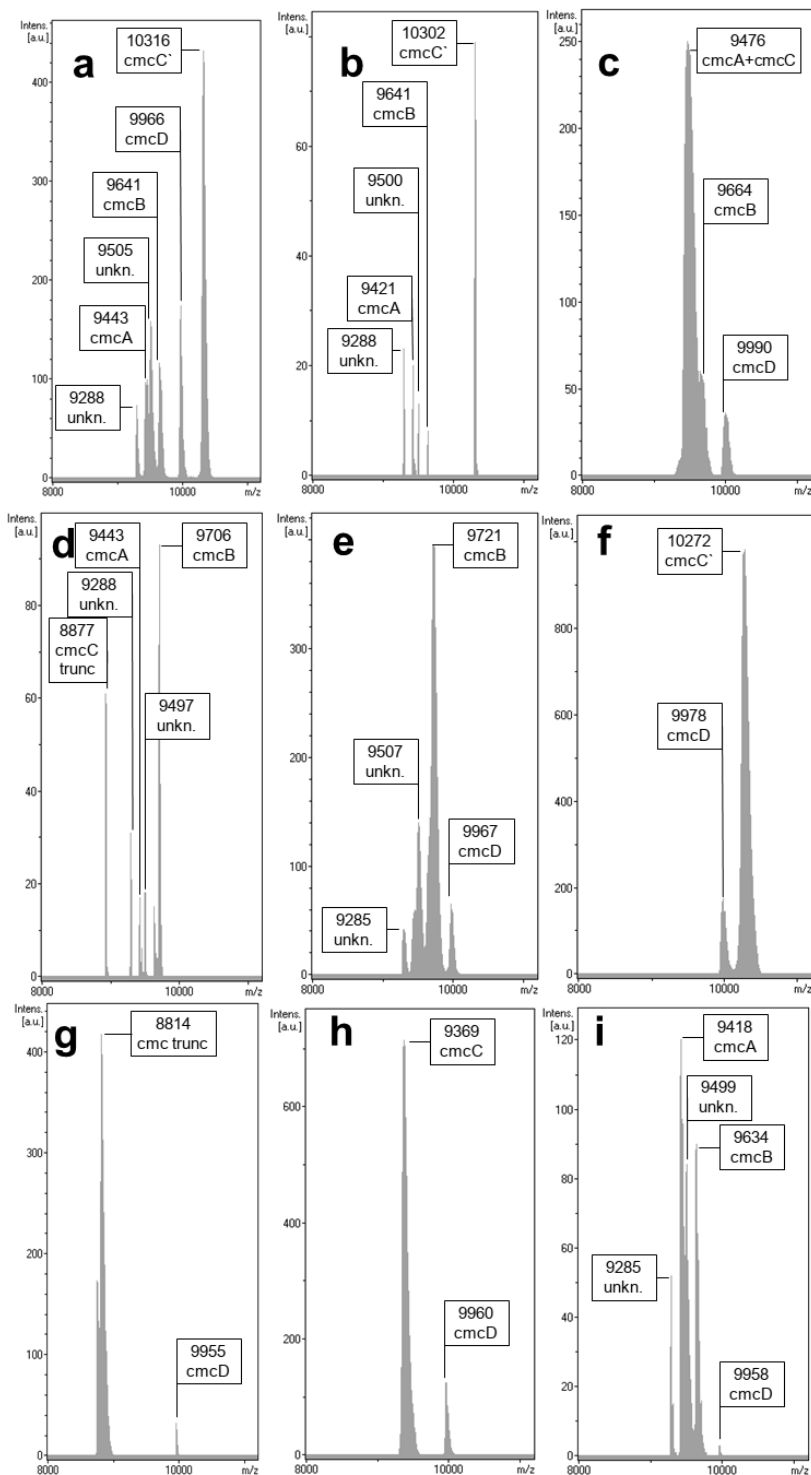 Intens.
[a.u.]
a
10316
cmcC`
9966
cmcD
9641
cmcB
9505
unkn.
9443
cmcA
9288
unkn.
400
300
200
100
0
8000
10000
m/z
Intens.
[a.u.]
b
10302
cmcC`
9641
cmcB
9500
unkn.
9421
cmcA
9288
unkn.
80
60
40
20
0
8000
10000
m/z
Intens.
[a.u.]
c
9476
cmcA+cmcC
9664
cmcB
9990
cmcD
250
200
150
100
50
0
8000
10000
m/z
Intens.
[a.u.]
d
9443
cmcA
9706
cmcB
9288
unkn.
8877
cmcC
trunc
9497
unkn.
80
60
40
20
0
8000
10000
m/z
Intens.
[a.u.]
e
9721
cmcB
9507
unkn.
9967
cmcD
9285
unkn.
300
200
100
0
8000
10000
m/z
Intens.
[a.u.]
f
10272
cmcC`
9978
cmcD
800
600
400
200
0
8000
10000
m/z
Intens.
[a.u.]
g
8814
cmc trunc
9955
cmcD
400
300
200
100
0
8000
10000
m/z
Intens.
[a.u.]
h
9369
cmcC
9960
cmcD
600
400
200
0
8000
10000
m/z
Intens.
[a.u.]
i
9418
cmcA
9499
unkn.
9634
cmcB
9285
unkn.
9958
cmcD
120
100
80
60
40
20
0
8000
10000
m/z